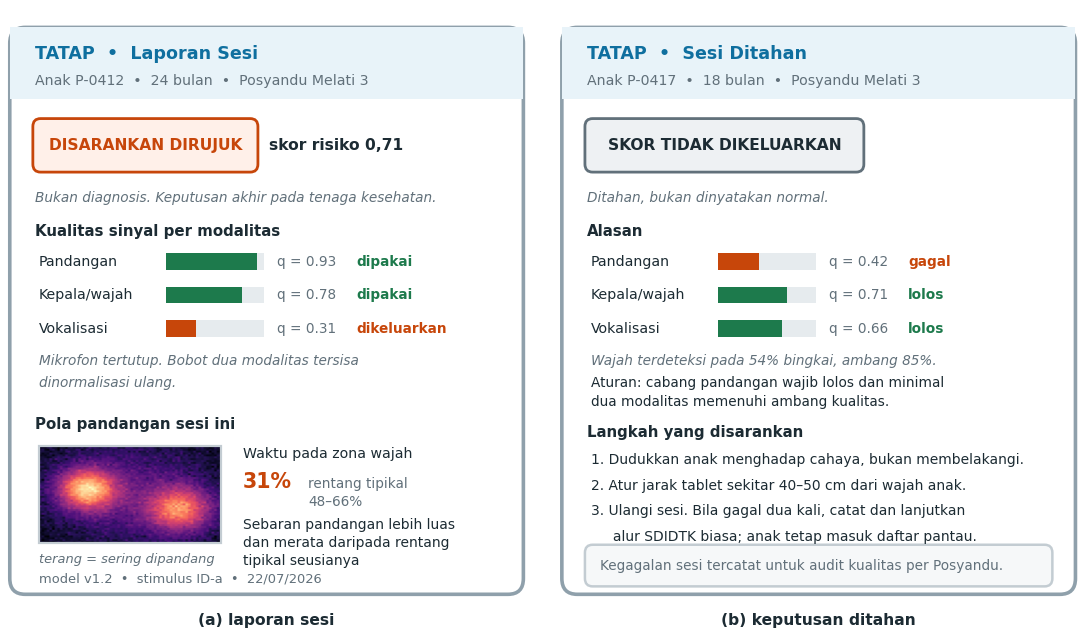 TATAP • Laporan Sesi
Anak P-0412 • 24 bulan • Posyandu Melati 3
DISARANKAN DIRUJUK skor risiko 0,71
Bukan diagnosis. Keputusan akhir pada tenaga kesehatan.
Kualitas sinyal per modalitas
Pandangan q = 0.93 dipakai
Kepala/wajah q = 0.78 dipakai
Vokalisasi q = 0.31 dikeluarkan
Mikrofon tertutup. Bobot dua modalitas tersisa
dinormalisasi ulang.
Pola pandangan sesi ini
Waktu pada zona wajah
31% rentang tipikal
48–66%
Sebaran pandangan lebih luas
dan merata daripada rentang
tipikal seusianya
terang = sering dipandang
model v1.2 • stimulus ID-a • 22/07/2026
(a) laporan sesi
TATAP • Sesi Ditahan
Anak P-0417 • 18 bulan • Posyandu Melati 3
SKOR TIDAK DIKELUARKAN
Ditahan, bukan dinyatakan normal.
Alasan
Pandangan q = 0.42 gagal
Kepala/wajah q = 0.71 lolos
Vokalisasi q = 0.66 lolos
Wajah terdeteksi pada 54% bingkai, ambang 85%.
Aturan: cabang pandangan wajib lolos dan minimal
dua modalitas memenuhi ambang kualitas.
Langkah yang disarankan
1. Dudukkan anak menghadap cahaya, bukan membelakangi.
2. Atur jarak tablet sekitar 40–50 cm dari wajah anak.
3. Ulangi sesi. Bila gagal dua kali, catat dan lanjutkan
alur SDIDTK biasa; anak tetap masuk daftar pantau.
Kegagalan sesi tercatat untuk audit kualitas per Posyandu.
(b) keputusan ditahan